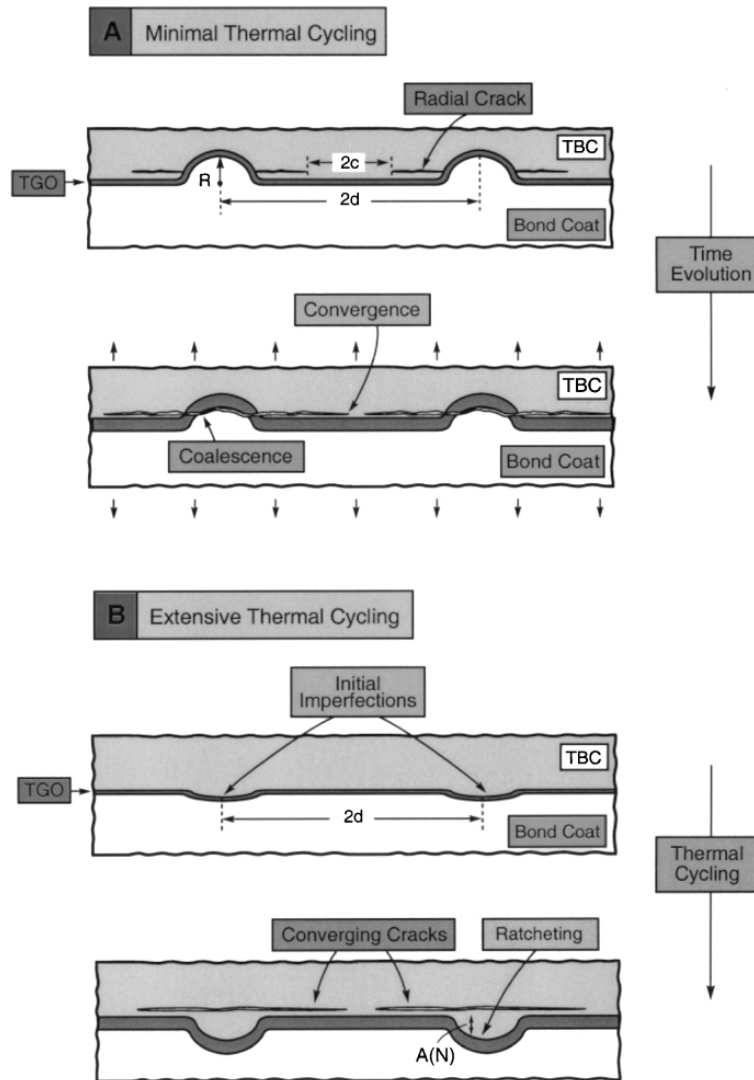 A Minimal Thermal Cycling
Radial Crack
TBC
2c
TGO
R
2d
Bond Coat
Time
Evolution
Convergence
TBC
Coalescence
Bond Coat
B Extensive Thermal Cycling
Initial
Imperfections
TBC
TGO
2d
Bond Coat
Thermal
Cycling
Converging Cracks
Ratcheting
A(N)